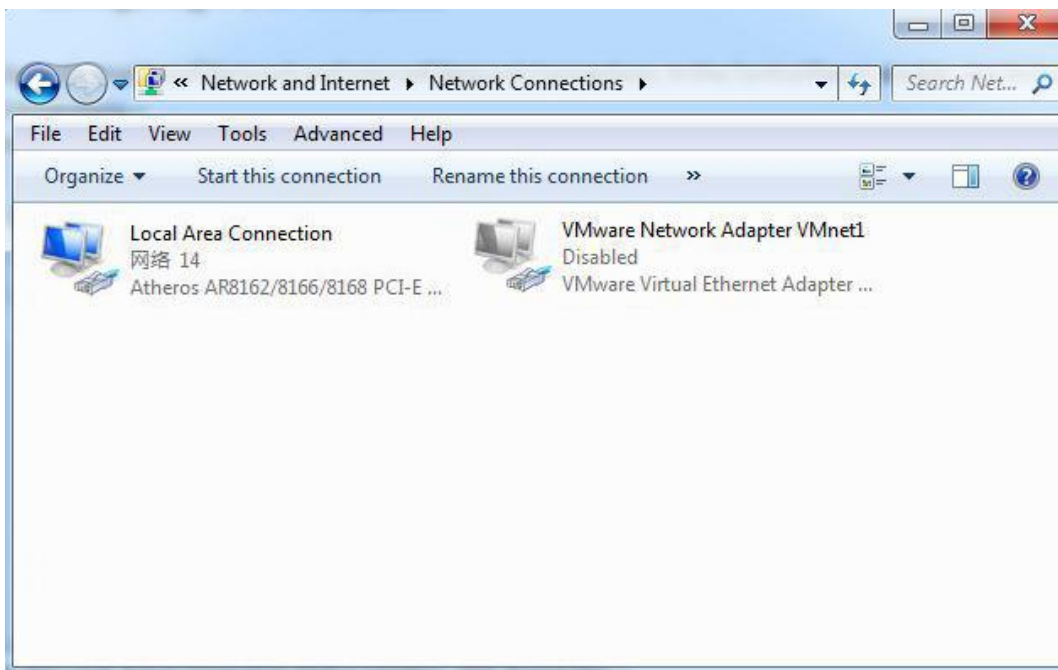 « Network and Internet ▸ Network Connections ▸ Search Net...
File Edit View Tools Advanced Help
Organize ▾ Start this connection Rename this connection »
Local Area Connection
网络 14
Atheros AR8162/8166/8168 PCI-E ...
VMware Network Adapter VMnet1
Disabled
VMware Virtual Ethernet Adapter ...